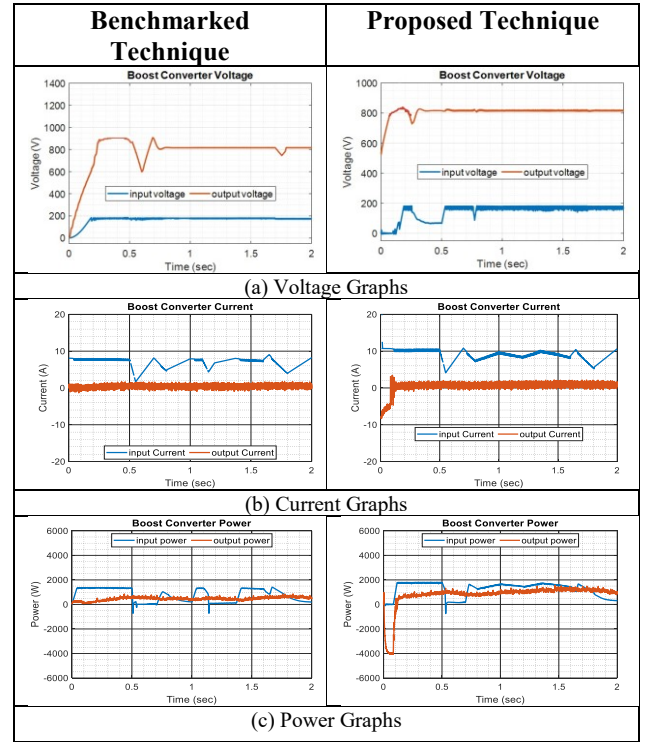 Benchmarked
Technique
Proposed Technique
Boost Converter Voltage
1400
1200
1000
800
600
400
200
0
Voltage (V)
input voltage output voltage
0 0.5 1 1.5 2
Time (sec)
Boost Converter Voltage
1000
800
600
400
200
0
Voltage (V)
input voltage output voltage
0 0.5 1 1.5 2
Time (sec)
(a) Voltage Graphs
Boost Converter Current
20
10
0
-10
-20
Current (A)
input Current output Current
0 0.5 1 1.5 2
Time (sec)
Boost Converter Current
20
10
0
-10
-20
Current (A)
input Current output Current
0 0.5 1 1.5 2
Time (sec)
(b) Current Graphs
Boost Converter Power
6000
4000
2000
0
-2000
-4000
-6000
Power (W)
input power output power
0 0.5 1 1.5 2
Time (sec)
Boost Converter Power
6000
4000
2000
0
-2000
-4000
-6000
Power (W)
input power output power
0 0.5 1 1.5 2
Time (sec)
(c) Power Graphs